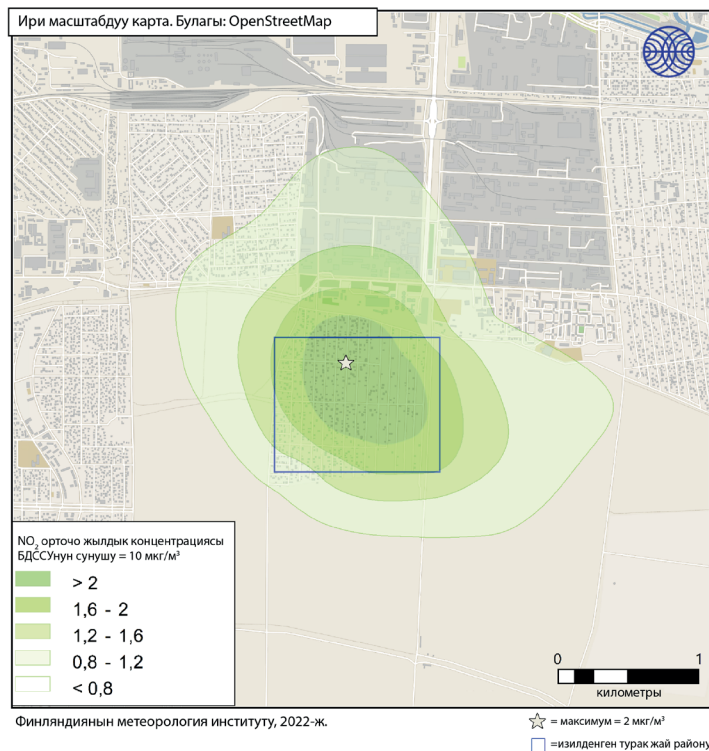 Ири масштабдуу карта. Булагы: OpenStreetMap
NO₂ орточо жылдык концентрациясы
БДССУнун сунушу = 10 мкг/м³
> 2
1,6 - 2
1,2 - 1,6
0,8 - 1,2
< 0,8
0 1
километры
Финляндиянын метеорология институту, 2022-ж.
= максимум = 2 мкг/м³
=изилденген турак жай району